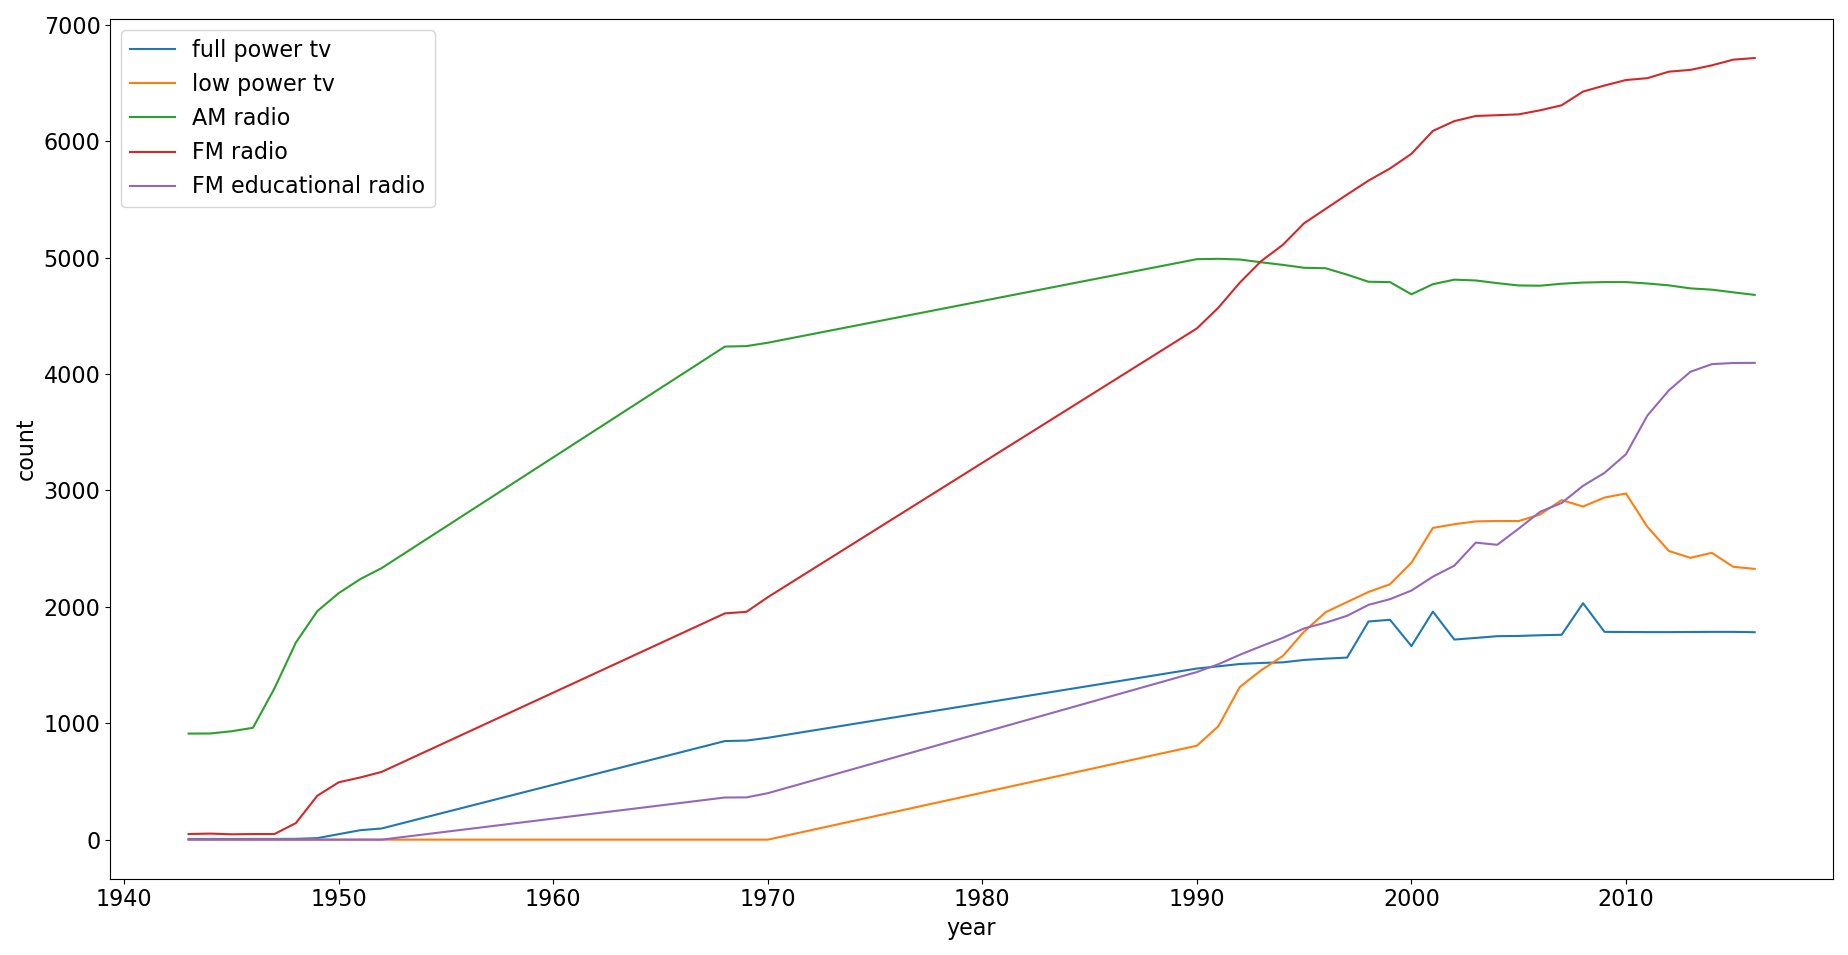 7000
6000
5000
4000
3000
2000
1000
0
count
full power tv
low power tv
AM radio
FM radio
FM educational radio
1940 1950 1960 1970 1980 1990 2000 2010
year